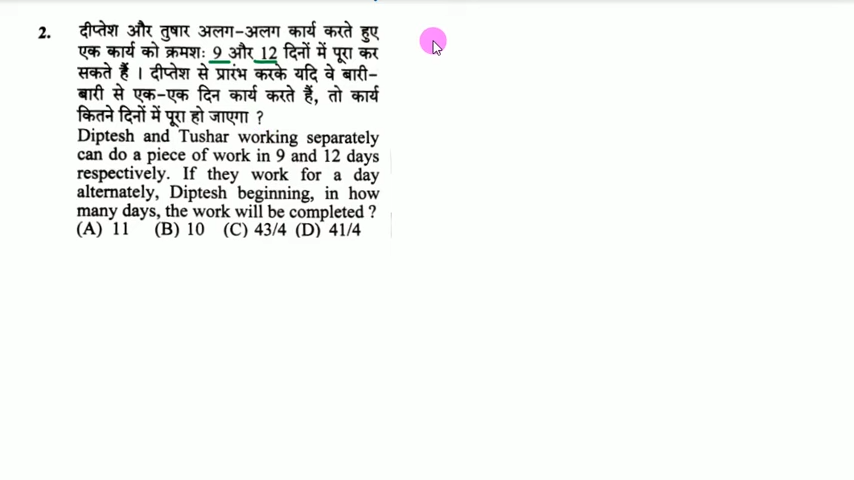 2. दीप्तेश और तुषार अलग-अलग कार्य करते हुए
एक कार्य को क्रमशः 9 और 12 दिनों में पूरा कर
सकते हैं । दीप्तेश से प्रारंभ करके यदि वे बारी-
बारी से एक-एक दिन कार्य करते हैं, तो कार्य
कितने दिनों में पूरा हो जाएगा ?
Diptesh and Tushar working separately
can do a piece of work in 9 and 12 days
respectively. If they work for a day
alternately, Diptesh beginning, in how
many days, the work will be completed ?
(A) 11 (B) 10 (C) 43/4 (D) 41/4